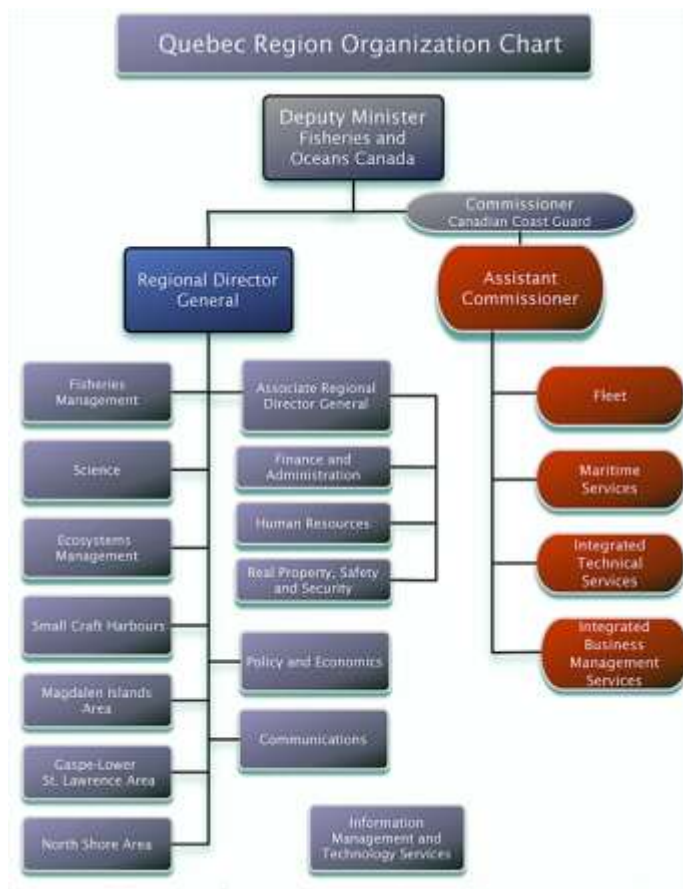 Quebec Region Organization Chart
Deputy Minister
Fisheries and
Oceans Canada
Commissioner
Canadian Coast Guard
Regional Director
General
Assistant
Commissioner
Fisheries
Management
Science
Ecosystems
Management
Small Craft Harbours
Magdalen Islands
Area
Gaspe-Lower
St. Lawrence Area
North Shore Area
Associate Regional
Director General
Finance and
Administration
Human Resources
Real Property, Safety
and Security
Policy and Economics
Communications
Information
Management and
Technology Services
Fleet
Maritime
Services
Integrated
Technical
Services
Integrated
Business
Management
Services